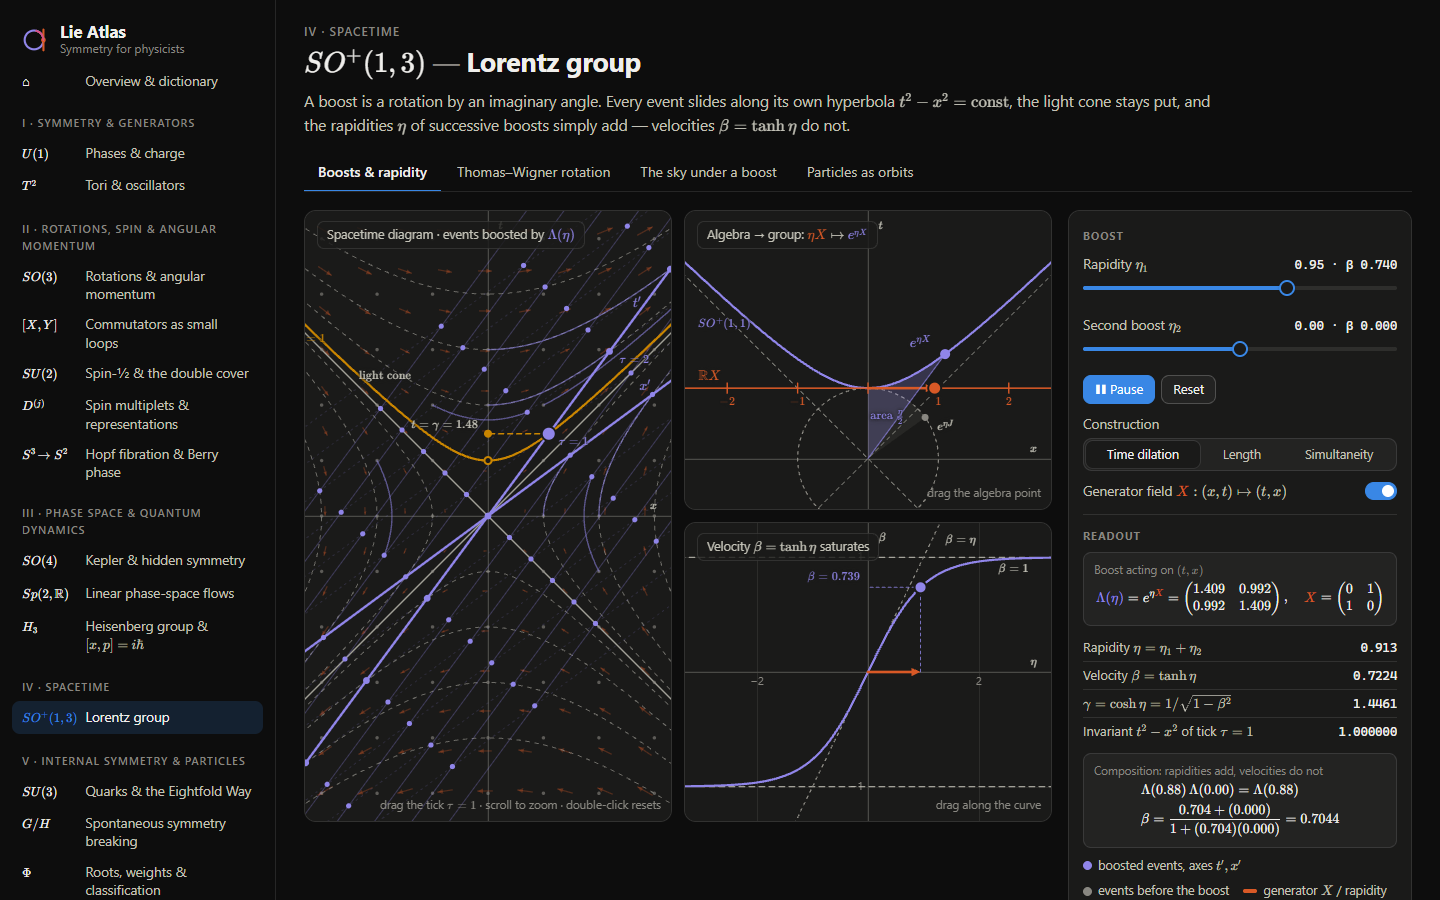 Lie Atlas
Symmetry for physicists
Overview & dictionary
I · SYMMETRY & GENERATORS
U(1) Phases & charge
T² Tori & oscillators
II · ROTATIONS, SPIN & ANGULAR
MOMENTUM
SO(3) Rotations & angular
momentum
[X, Y] Commutators as small
loops
SU(2) Spin-½ & the double cover
D⁽ʲ⁾ Spin multiplets &
representations
S³ → S² Hopf fibration & Berry
phase
III · PHASE SPACE & QUANTUM
DYNAMICS
SO(4) Kepler & hidden symmetry
Sp(2, ℝ) Linear phase-space flows
H₃ Heisenberg group &
[x, p] = iħ
IV · SPACETIME
SO⁺(1, 3) Lorentz group
V · INTERNAL SYMMETRY & PARTICLES
SU(3) Quarks & the Eightfold Way
G/H Spontaneous symmetry
breaking
Φ Roots, weights &
classification
IV · SPACETIME
SO⁺(1, 3) — Lorentz group
A boost is a rotation by an imaginary angle. Every event slides along its own hyperbola t² − x² = const, the light cone stays put, and
the rapidities η of successive boosts simply add — velocities β = tanh η do not.
Boosts & rapidity Thomas–Wigner rotation The sky under a boost Particles as orbits
Spacetime diagram · events boosted by Λ(η)
t′
τ = 2
x′
light cone
t = γ = 1.48
τ = 1
x
drag the tick τ = 1 · scroll to zoom · double-click resets
Algebra → group: ηX ↦ e^{ηX}
t
SO⁺(1, 1)
e^{ηX}
ℝX
−2 −1 1 2
area η/2
e^{ηJ}
x
drag the algebra point
Velocity β = tanh η saturates
β
β = η
β = 1
β = 0.739
η
−2 2
−1
drag along the curve
BOOST
Rapidity η₁ 0.95 · β 0.740
Second boost η₂ 0.00 · β 0.000
Pause Reset
Construction
Time dilation Length Simultaneity
Generator field X : (x, t) ↦ (t, x)
READOUT
Boost acting on (t, x)
Λ(η) = e^{ηX} = (1.409 0.992
0.992 1.409), X = (0 1
1 0)
Rapidity η = η₁ + η₂ 0.913
Velocity β = tanh η 0.7224
γ = cosh η = 1/√(1 − β²) 1.4461
Invariant t² − x² of tick τ = 1 1.000000
Composition: rapidities add, velocities do not
Λ(0.88) Λ(0.00) = Λ(0.88)
β = (0.704 + (0.000)) / (1 + (0.704)(0.000)) = 0.7044
boosted events, axes t′, x′
events before the boost generator X / rapidity